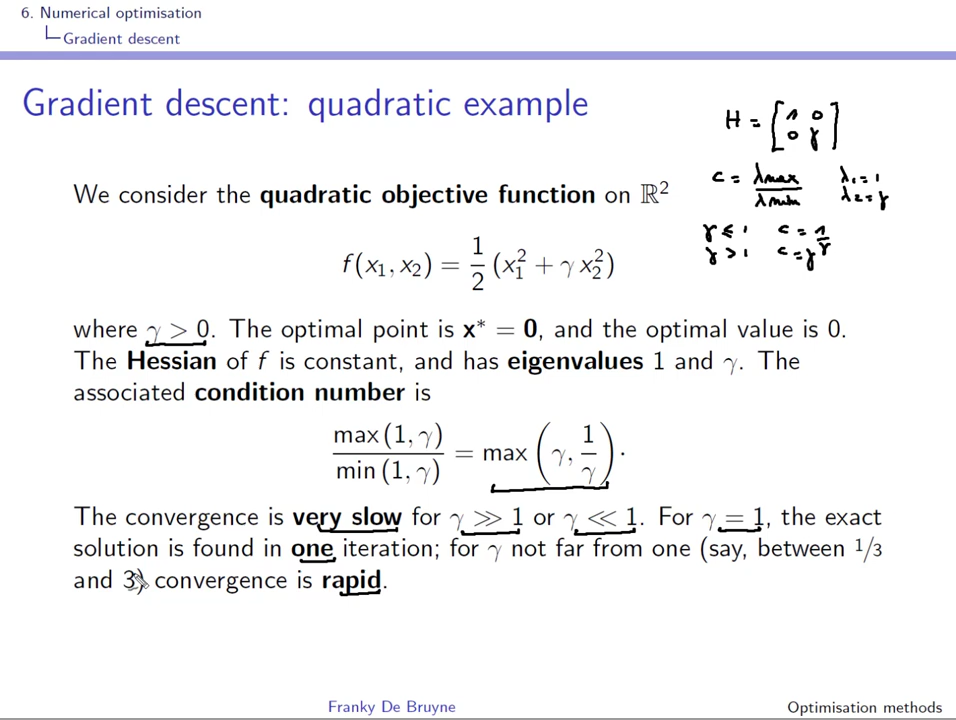 6. Numerical optimisation
Gradient descent
Gradient descent: quadratic example
H = [1 0
0 γ]
c = λmax / λmin λ1 = 1
λ2 = γ
γ ≤ 1 c = 1/γ
γ > 1 c = γ
We consider the quadratic objective function on ℝ²
f(x₁, x₂) = 1/2 (x₁² + γ x₂²)
where γ > 0. The optimal point is x* = 0, and the optimal value is 0.
The Hessian of f is constant, and has eigenvalues 1 and γ. The
associated condition number is
max (1, γ) / min (1, γ) = max (γ, 1/γ) ·
The convergence is very slow for γ ≫ 1 or γ ≪ 1. For γ = 1, the exact
solution is found in one iteration; for γ not far from one (say, between 1/3
and 3) convergence is rapid.
Franky De Bruyne Optimisation methods